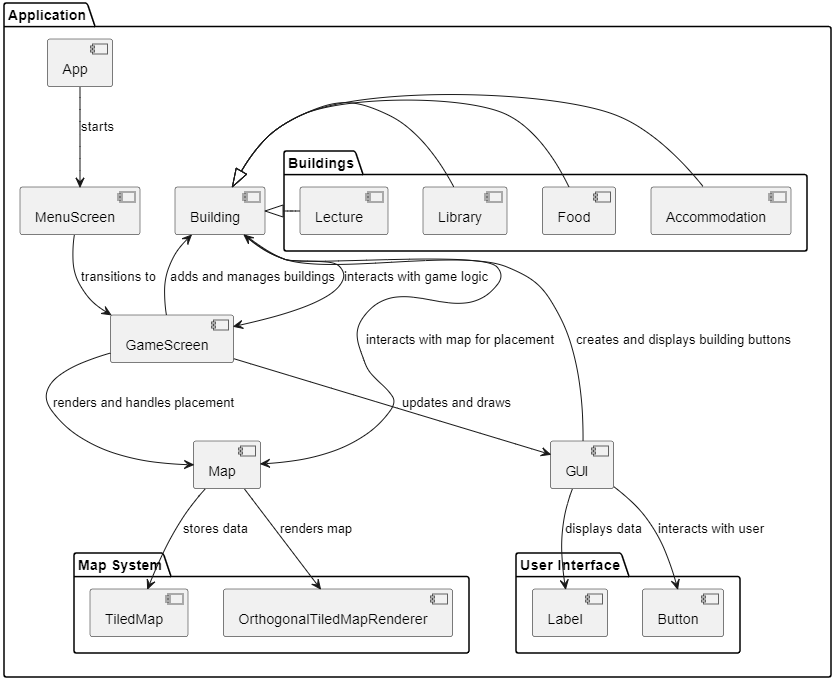 Application
App
starts
Buildings
MenuScreen
Building
Lecture
Library
Food
Accommodation
transitions to
adds and manages buildings
interacts with game logic
GameScreen
interacts with map for placement
creates and displays building buttons
renders and handles placement
updates and draws
Map
GUI
stores data
renders map
displays data
interacts with user
Map System
User Interface
TiledMap
OrthogonalTiledMapRenderer
Label
Button